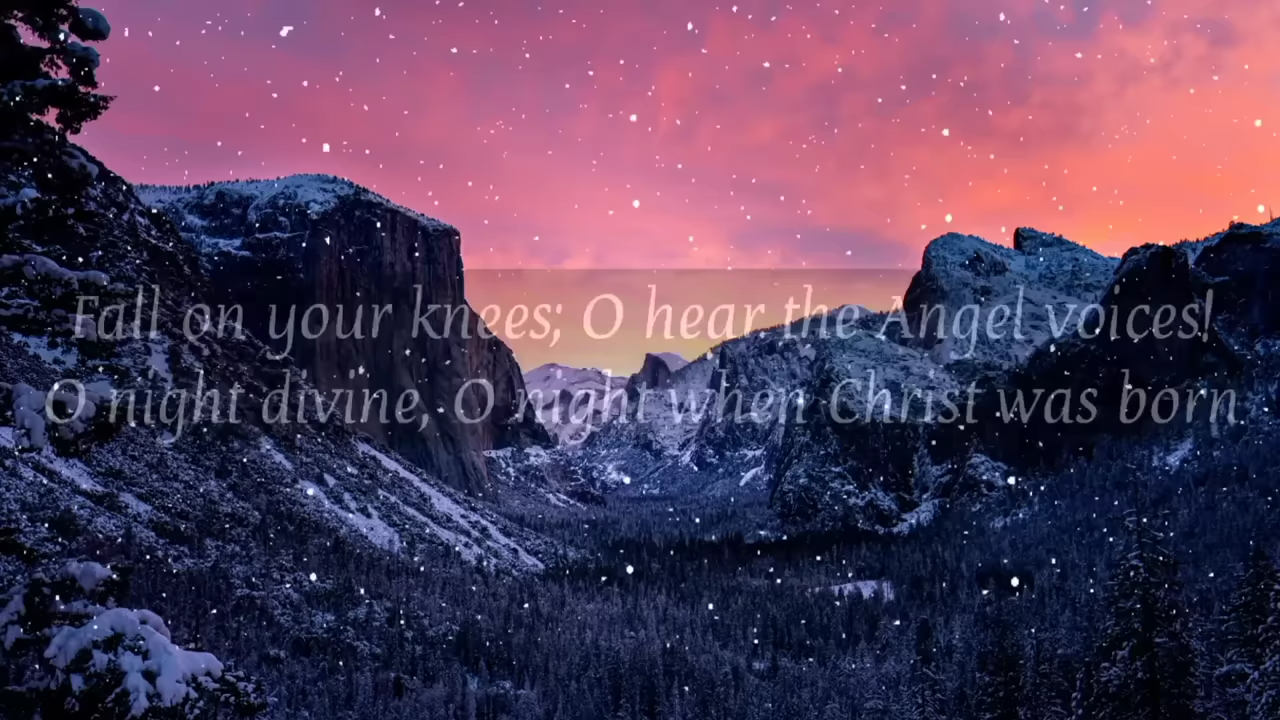 Fall on your knees; O hear the Angel voices!
O night divine, O night when Christ was born